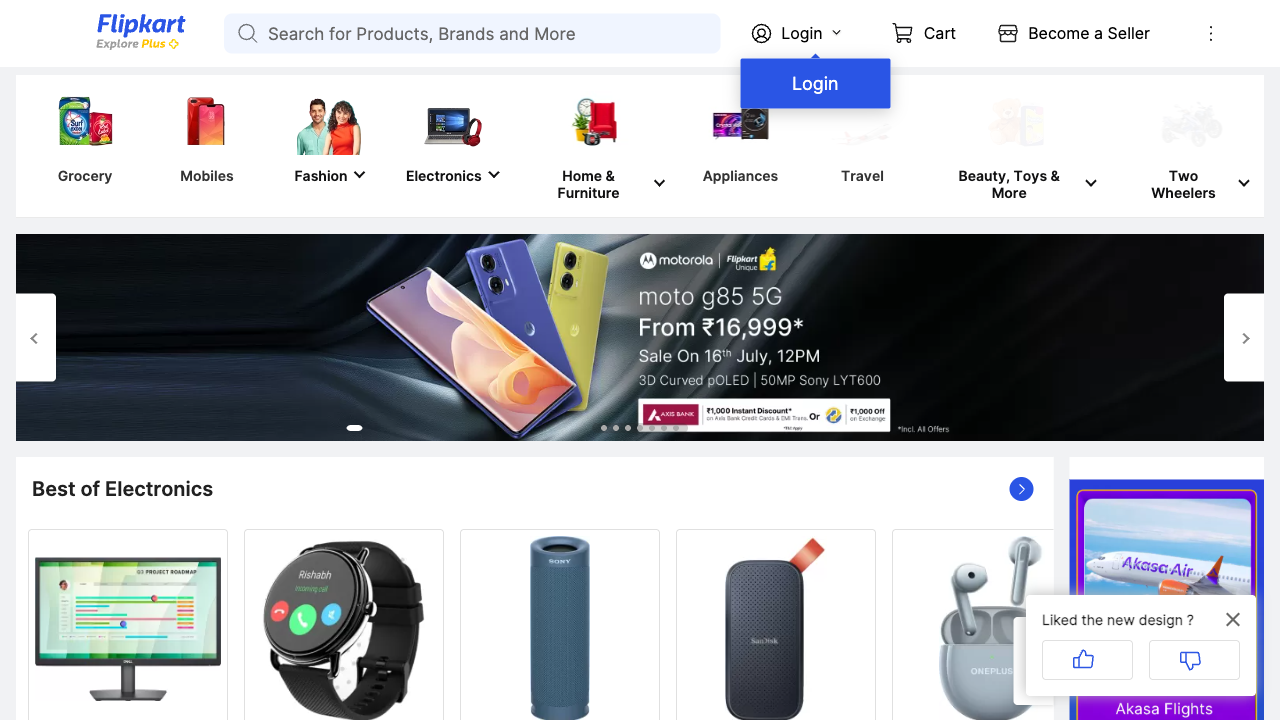 Flipkart
Explore Plus
Search for Products, Brands and More
Login
Cart
Become a Seller
Login
Grocery
Mobiles
Fashion
Electronics
Home &
Furniture
Appliances
Travel
Beauty, Toys &
More
Two
Wheelers
motorola
Flipkart
Unique
moto g85 5G
From ₹16,999*
Sale On 16th July, 12PM
3D Curved pOLED | 50MP Sony LYT600
AXIS BANK
₹1,000 Instant Discount*
on Axis Bank Credit Cards & EMI Trans.
*T&C Apply
Or
₹1,000 Off
on Exchange
*Incl. All Offers
Best of Electronics
PROJECT ROADMAP
DELL
Rishabh
Incoming call
SONY
SanDisk
ONEPLUS
Akasa Air
Liked the new design ?
Akasa Flights